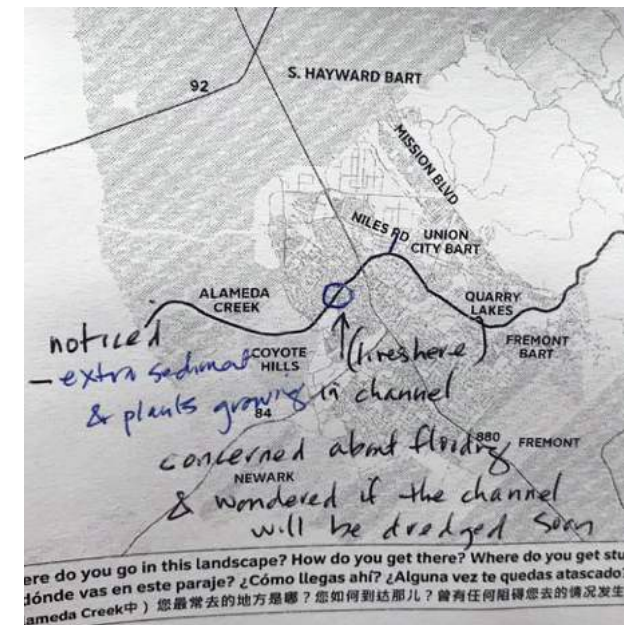 S. HAYWARD BART
92
MISSION BLVD
NILES RD
UNION
CITY BART
ALAMEDA
CREEK
QUARRY
LAKES
FREMONT
BART
noticed
COYOTE
HILLS
(lives here)
- extra sediment
& plants growing in channel
84
880
FREMONT
concerned about flooding
NEWARK
& wondered if the channel
will be dredged soon
ere do you go in this landscape? How do you get there? Where do you get stu
dónde vas en este paraje? ¿Cómo llegas ahí? ¿Alguna vez te quedas atascado?
ameda Creek中）您最常去的地方是哪？您如何到达那儿？曾有任何阻碍您去的情况发生